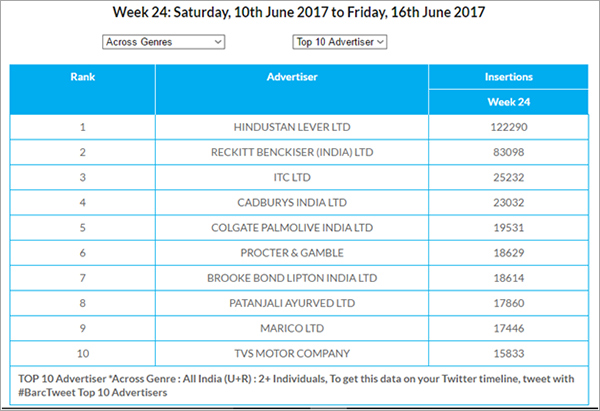 Week 24: Saturday, 10th June 2017 to Friday, 16th June 2017
Across Genres Top 10 Advertiser
Rank Advertiser Insertions
Week 24
1 HINDUSTAN LEVER LTD 122290
2 RECKITT BENCKISER (INDIA) LTD 83098
3 ITC LTD 25232
4 CADBURYS INDIA LTD 23032
5 COLGATE PALMOLIVE INDIA LTD 19531
6 PROCTER & GAMBLE 18629
7 BROOKE BOND LIPTON INDIA LTD 18614
8 PATANJALI AYURVED LTD 17860
9 MARICO LTD 17446
10 TVS MOTOR COMPANY 15833
TOP 10 Advertiser *Across Genre : All India (U+R) : 2+ Individuals, To get this data on your Twitter timeline, tweet with
#BarcTweet Top 10 Advertisers